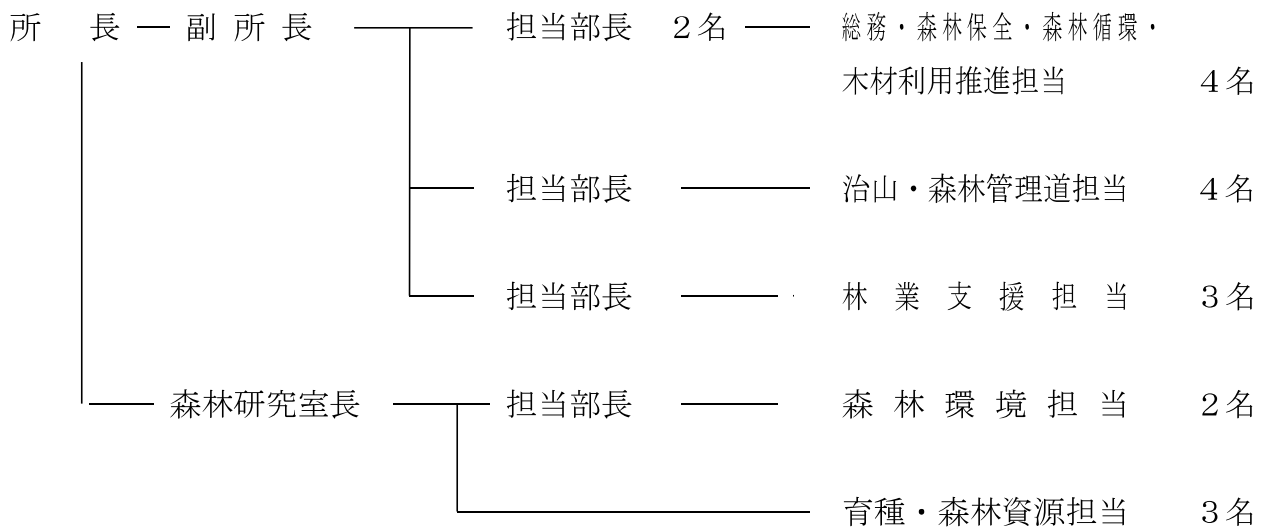 所　長 副所長 担当部長 ２名 総務・森林保全・森林循環・
木材利用推進担当 ４名
担当部長 治山・森林管理道担当 ４名
担当部長 林業支援担当 ３名
森林研究室長 担当部長 森林環境担当 ２名
育種・森林資源担当 ３名